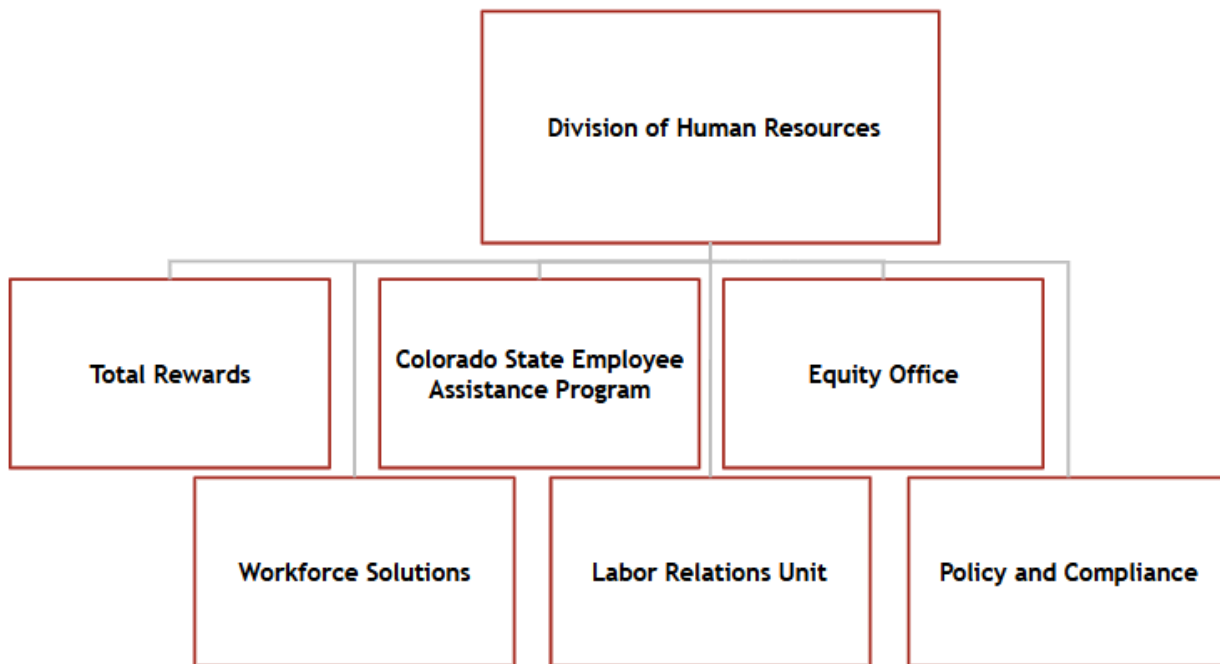 Division of Human Resources
Total Rewards
Colorado State Employee
Assistance Program
Equity Office
Workforce Solutions
Labor Relations Unit
Policy and Compliance